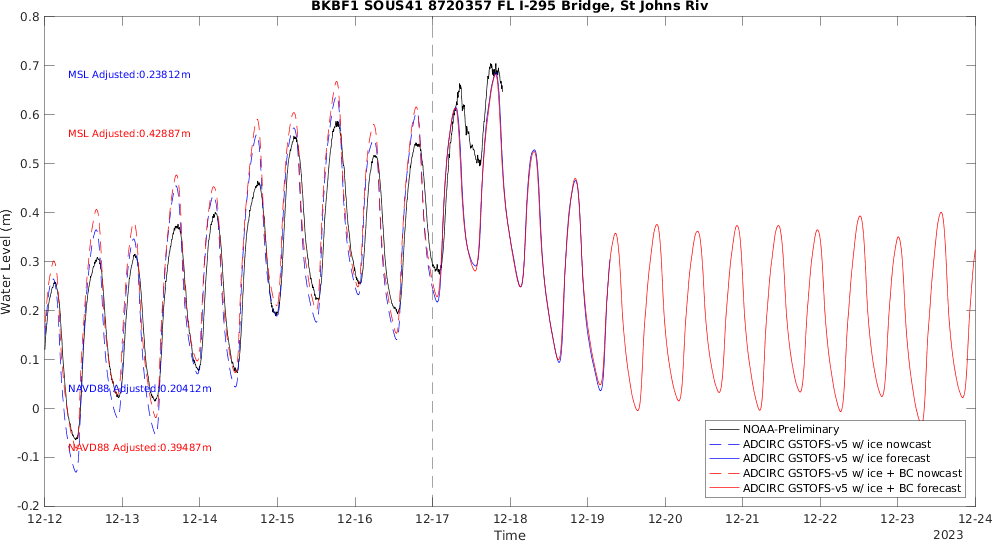 BKBF1 SOUS41 8720357 FL I-295 Bridge, St Johns Riv
0.8
0.7
0.6
0.5
0.4
0.3
0.2
0.1
0
-0.1
-0.2
Water Level (m)
MSL Adjusted:0.23812m
MSL Adjusted:0.42887m
NAVD88 Adjusted:0.20412m
NAVD88 Adjusted:0.39487m
NOAA-Preliminary
ADCIRC GSTOFS-v5 w/ ice nowcast
ADCIRC GSTOFS-v5 w/ ice forecast
ADCIRC GSTOFS-v5 w/ ice + BC nowcast
ADCIRC GSTOFS-v5 w/ ice + BC forecast
12-12 12-13 12-14 12-15 12-16 12-17 12-18 12-19 12-20 12-21 12-22 12-23 12-24
Time
2023